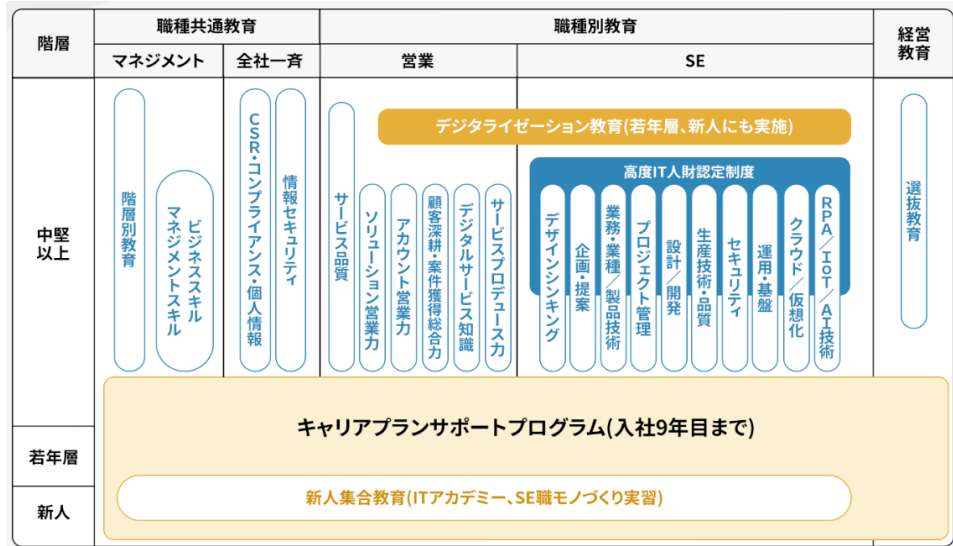 階層
職種共通教育
職種別教育
経営
教育
マネジメント
全社一斉
営業
SE
中堅
以上
階層別教育
ビジネススキル
マネジメントスキル
CSR・コンプライアンス・個人情報
情報セキュリティ
サービス品質
ソリューション営業力
アカウント営業力
顧客深耕・案件獲得総合力
デジタルサービス知識
サービスプロデュース力
デジタライゼーション教育(若年層、新人にも実施)
高度IT人財認定制度
デザインシンキング
企画・提案
業務・業種／製品技術
プロジェクト管理
設計／開発
生産技術・品質
セキュリティ
運用・基盤
クラウド／仮想化
RPA／IoT／AI技術
選抜教育
キャリアプランサポートプログラム(入社9年目まで)
若年層
新人集合教育(ITアカデミー、SE職モノづくり実習)
新人